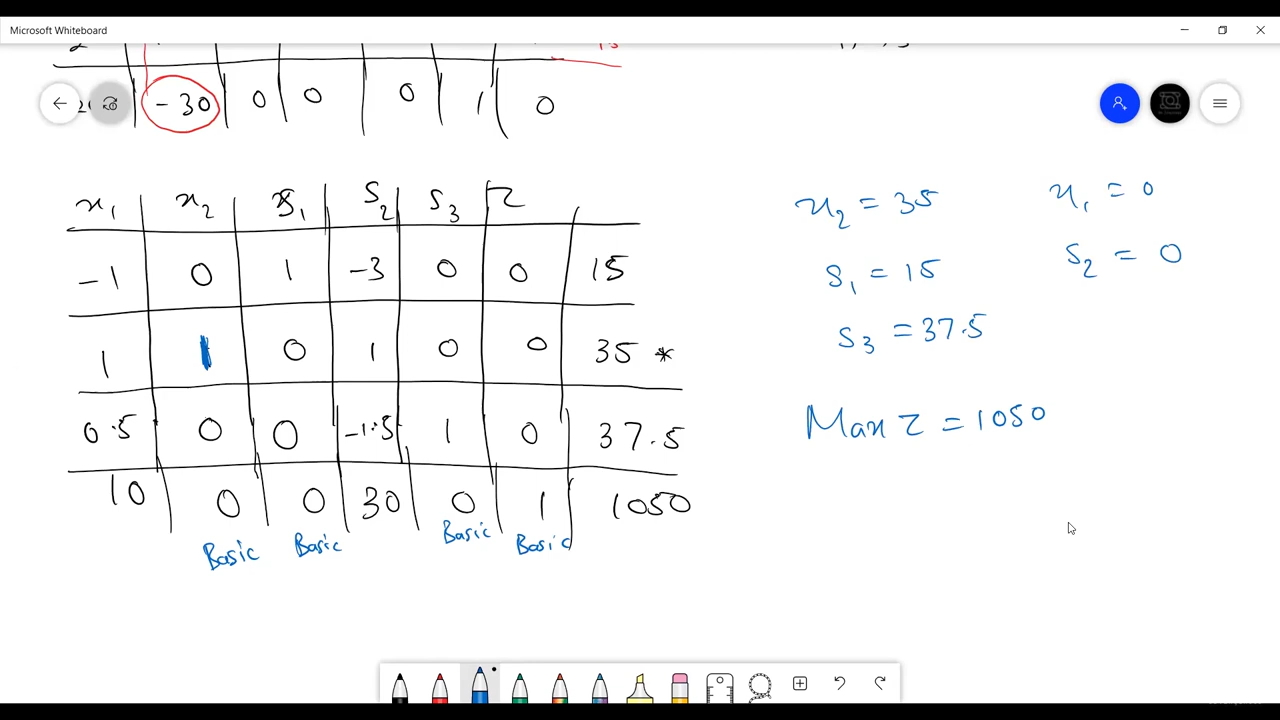 Microsoft Whiteboard
-30 0 0 0 1 0
x₁ x₂ S₁ S₂ S₃ Z
-1 0 1 -3 0 0 15
1 1 0 1 0 0 35 *
0.5 0 0 -1.5 1 0 37.5
10 0 0 30 0 1 1050
Basic Basic Basic Basic
x₂ = 35 x₁ = 0
S₁ = 15 S₂ = 0
S₃ = 37.5
Max Z = 1050